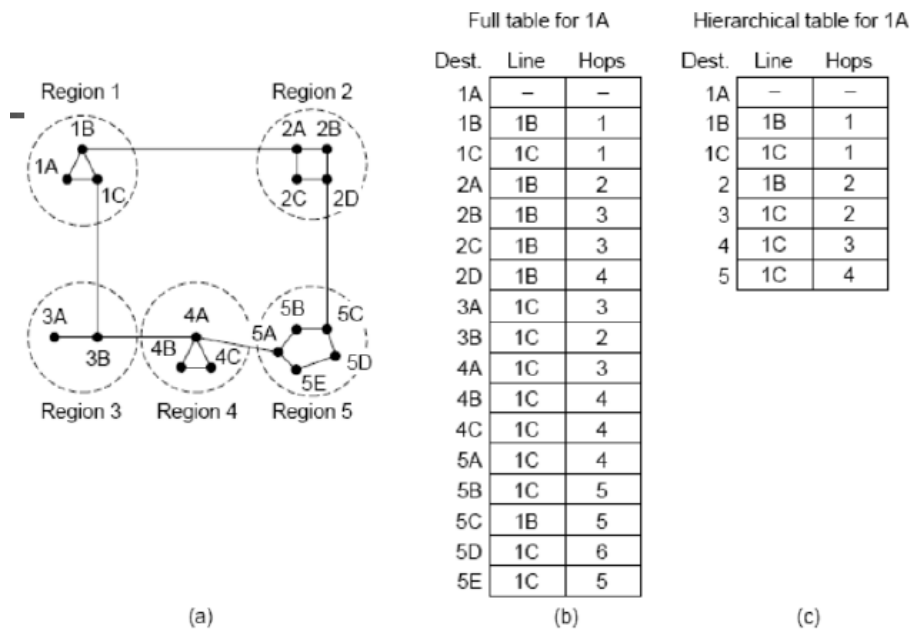 Region 1
Region 2
1B
1A
1C
2A 2B
2C
2D
3A
3B
4A
4B
4C
5A
5B
5C
5D
5E
Region 3
Region 4
Region 5
(a)
Full table for 1A
Dest. Line Hops
1A – –
1B 1B 1
1C 1C 1
2A 1B 2
2B 1B 3
2C 1B 3
2D 1B 4
3A 1C 3
3B 1C 2
4A 1C 3
4B 1C 4
4C 1C 4
5A 1C 4
5B 1C 5
5C 1B 5
5D 1C 6
5E 1C 5
(b)
Hierarchical table for 1A
Dest. Line Hops
1A – –
1B 1B 1
1C 1C 1
2 1B 2
3 1C 2
4 1C 3
5 1C 4
(c)